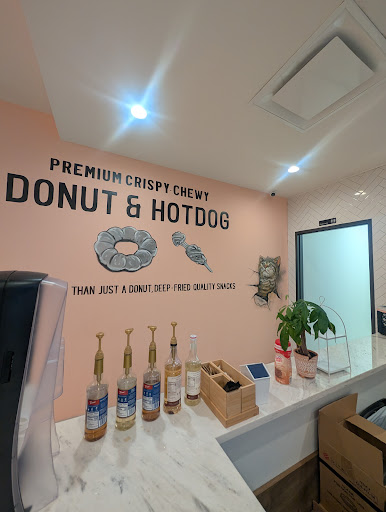 PREMIUM CRISPY CHEWY
DONUT & HOTDOG
THAN JUST A DONUT, DEEP-FRIED QUALITY SNACKS